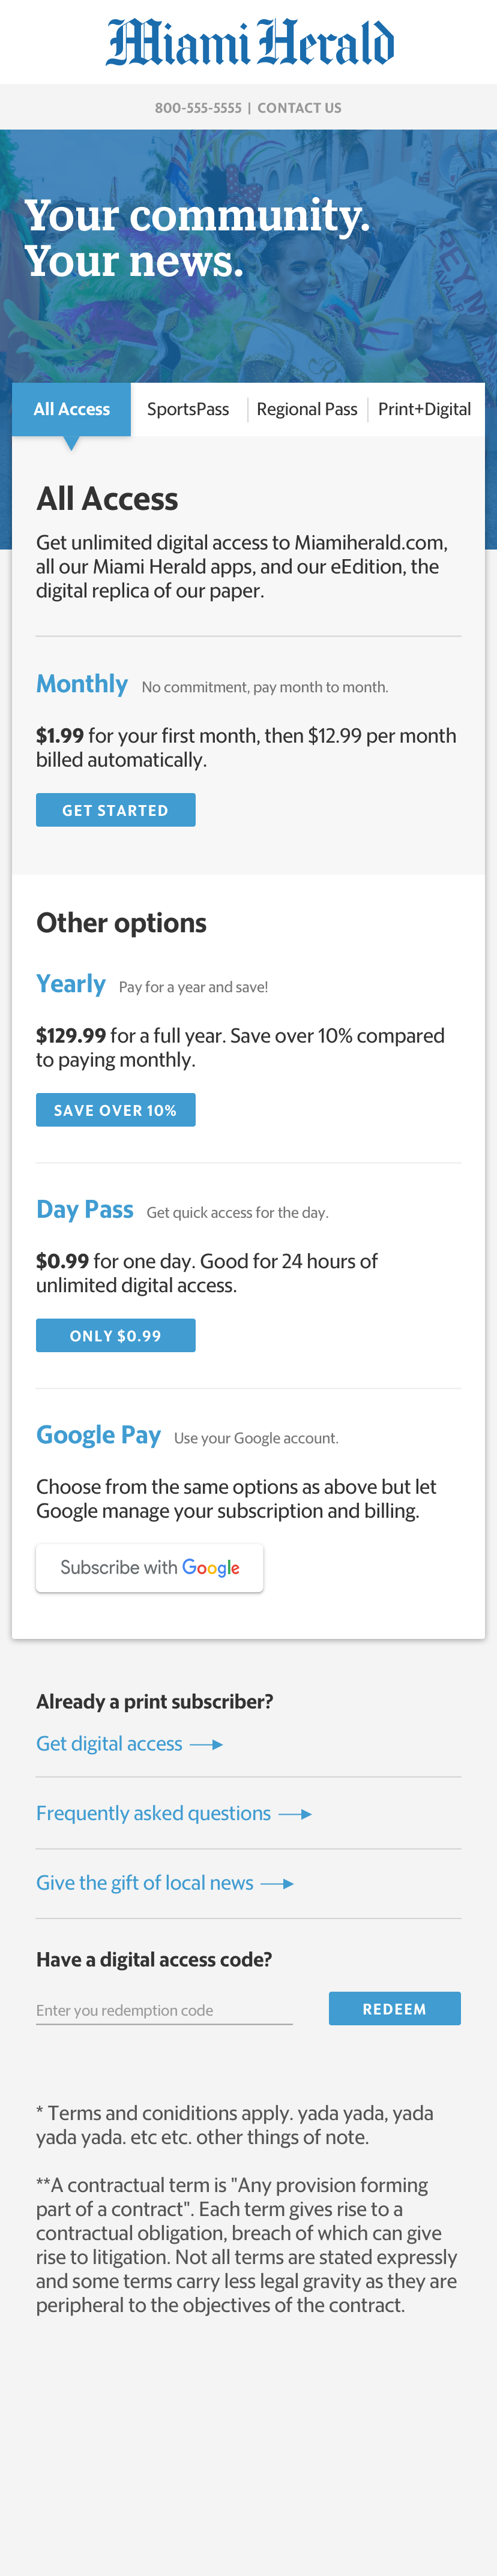 Miami Herald
800-555-5555 | CONTACT US
Your community.
Your news.
All Access
SportsPass
Regional Pass
Print+Digital
All Access
Get unlimited digital access to Miamiherald.com,
all our Miami Herald apps, and our eEdition, the
digital replica of our paper.
Monthly No commitment, pay month to month.
$1.99 for your first month, then $12.99 per month
billed automatically.
GET STARTED
Other options
Yearly Pay for a year and save!
$129.99 for a full year. Save over 10% compared
to paying monthly.
SAVE OVER 10%
Day Pass Get quick access for the day.
$0.99 for one day. Good for 24 hours of
unlimited digital access.
ONLY $0.99
Google Pay Use your Google account.
Choose from the same options as above but let
Google manage your subscription and billing.
Subscribe with Google
Already a print subscriber?
Get digital access
Frequently asked questions
Give the gift of local news
Have a digital access code?
Enter you redemption code
REDEEM
* Terms and coniditions apply. yada yada, yada
yada yada. etc etc. other things of note.
**A contractual term is "Any provision forming
part of a contract". Each term gives rise to a
contractual obligation, breach of which can give
rise to litigation. Not all terms are stated expressly
and some terms carry less legal gravity as they are
peripheral to the objectives of the contract.